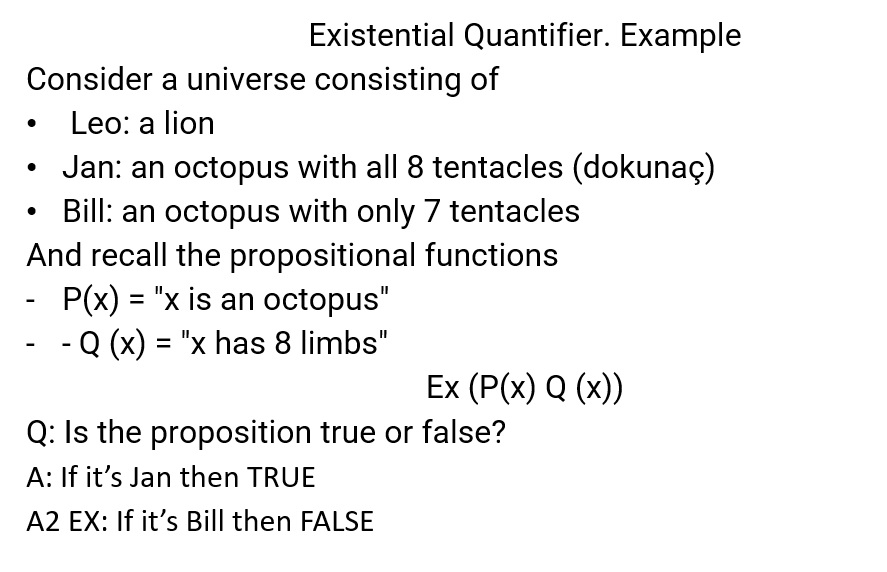 Existential Quantifier. Example
Consider a universe consisting of
• Leo: a lion
• Jan: an octopus with all 8 tentacles (dokunaç)
• Bill: an octopus with only 7 tentacles
And recall the propositional functions
- P(x) = "x is an octopus"
- - Q (x) = "x has 8 limbs"
Ex (P(x) Q (x))
Q: Is the proposition true or false?
A: If it’s Jan then TRUE
A2 EX: If it’s Bill then FALSE